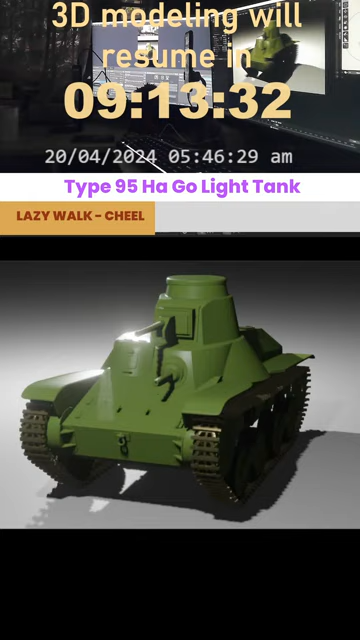 3D modeling will
resume in
09:13:32
20/04/2024 05:46:29 am
Type 95 Ha Go Light Tank
LAZY WALK - CHEEL